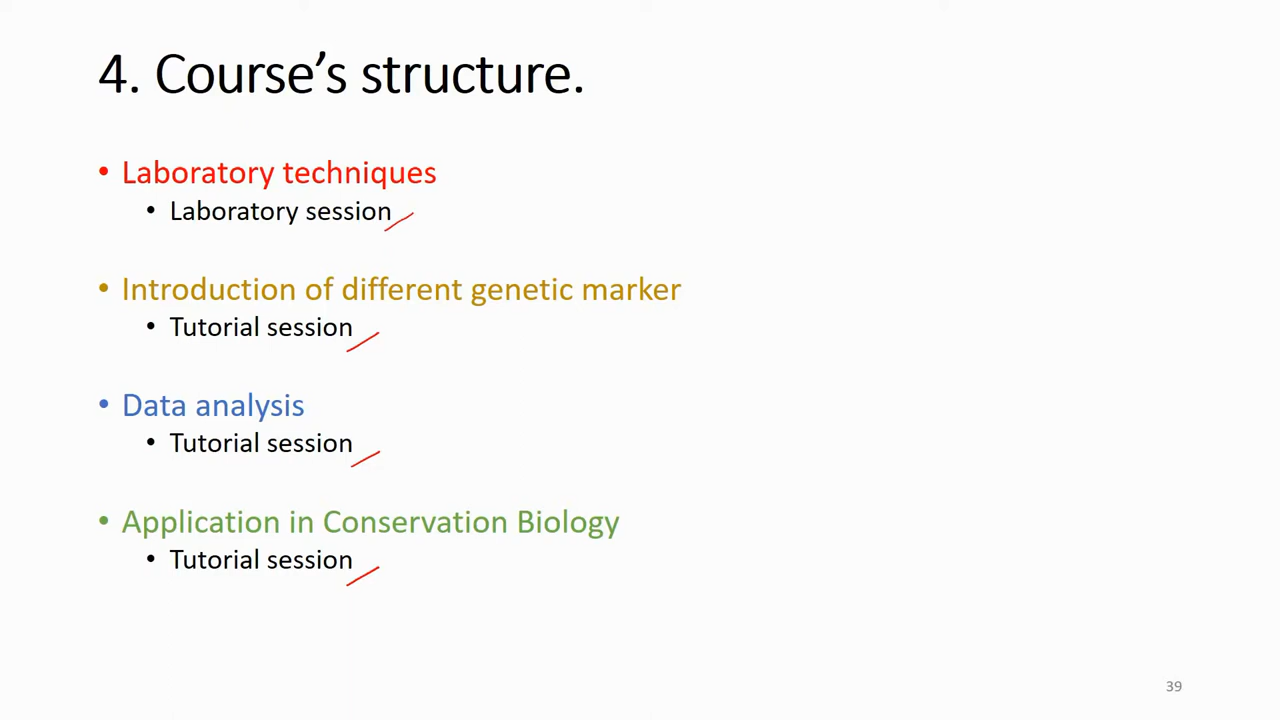 4. Course’s structure.
• Laboratory techniques
• Laboratory session
• Introduction of different genetic marker
• Tutorial session
• Data analysis
• Tutorial session
• Application in Conservation Biology
• Tutorial session
39